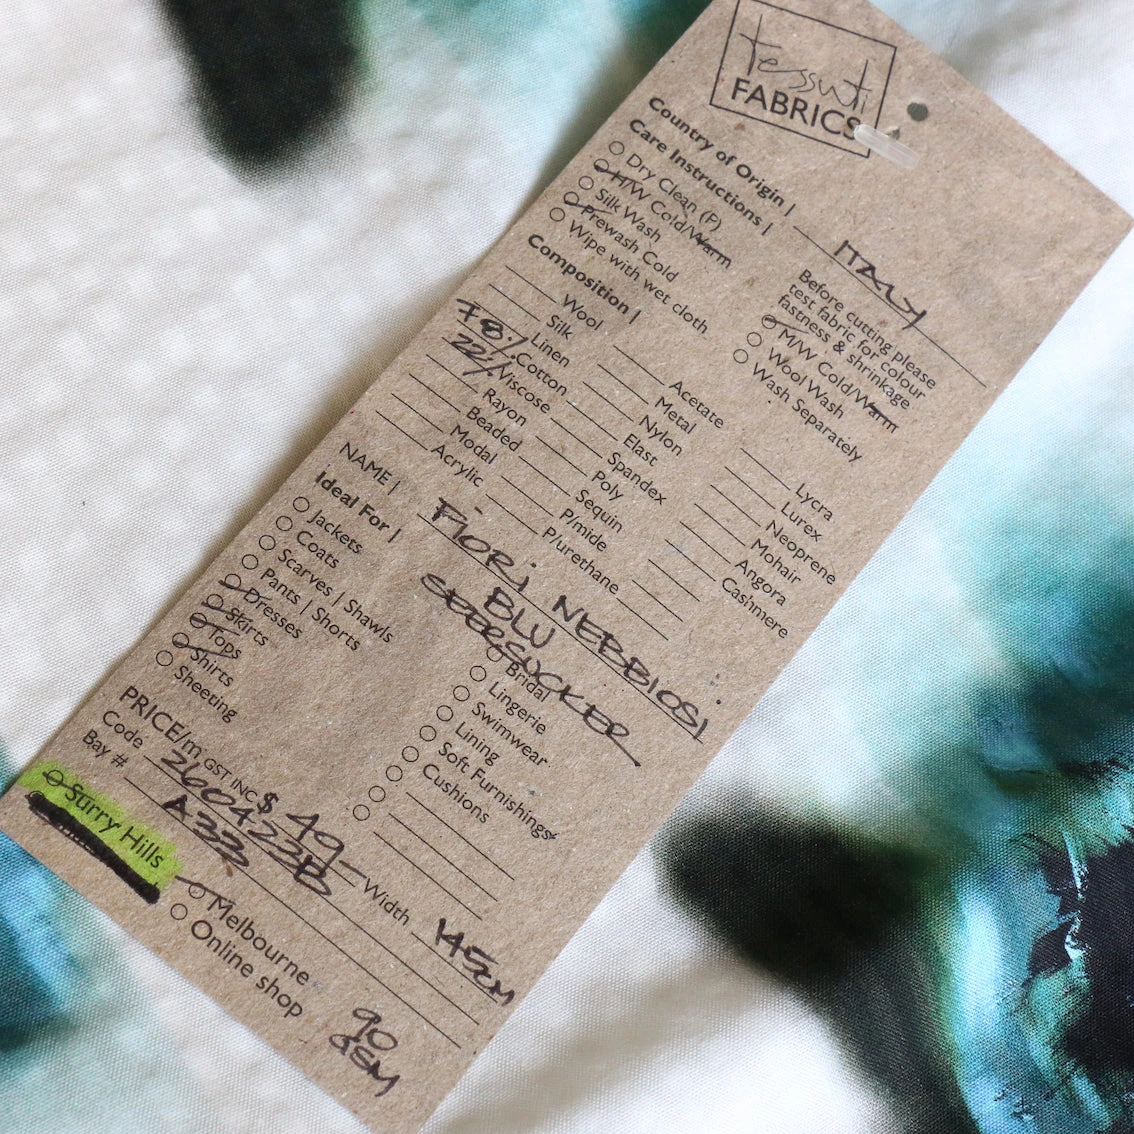 tessuti
FABRICS
Country of Origin | ITALY
Care Instructions |
Dry Clean (P)
H/W Cold/Warm
Silk Wash
Prewash Cold
Wipe with wet cloth
Before cutting please
test fabric for colour
fastness & shrinkage
M/W Cold/Warm
Wool Wash
Wash Separately
Composition |
Wool
Silk
Linen
78% Cotton
22% Viscose
Rayon
Beaded
Modal
Acrylic
Acetate
Metal
Nylon
Elast
Spandex
Poly
Sequin
P/mide
P/urethane
Lycra
Lurex
Neoprene
Mohair
Angora
Cashmere
NAME | FIORI NEBBIOSI
BLU
SEERSUCKER
Ideal For |
Jackets
Coats
Scarves | Shawls
Pants | Shorts
Dresses
Skirts
Tops
Shirts
Sheeting
Bridal
Lingerie
Swimwear
Lining
Soft Furnishings
Cushions
PRICE/m GST INC $ 49- Width 145CM
Code 260423B
Bay # A333
Surry Hills
Melbourne
Online shop
90
GSM